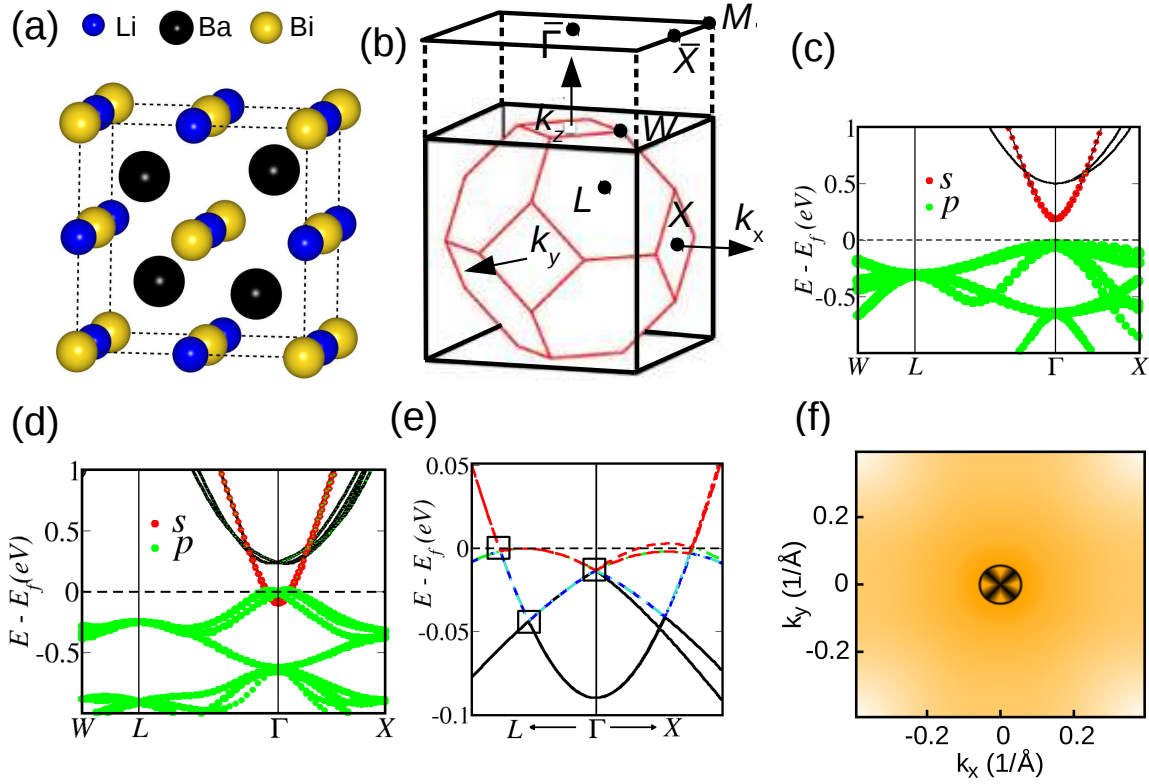 (a)
Li Ba Bi
(b)
Γ̅
X̅
M
k_z
W
L
X
k_x
k_y
(c)
E - E_f (eV)
1
0.5
0
-0.5
s
p
W L Γ X
(d)
E - E_f (eV)
1
0.5
0
-0.5
s
p
W L Γ X
(e)
E - E_f (eV)
0.05
0
-0.05
-0.1
L ← Γ → X
(f)
k_y (1/Å)
0.2
0
-0.2
-0.2 0 0.2
k_x (1/Å)